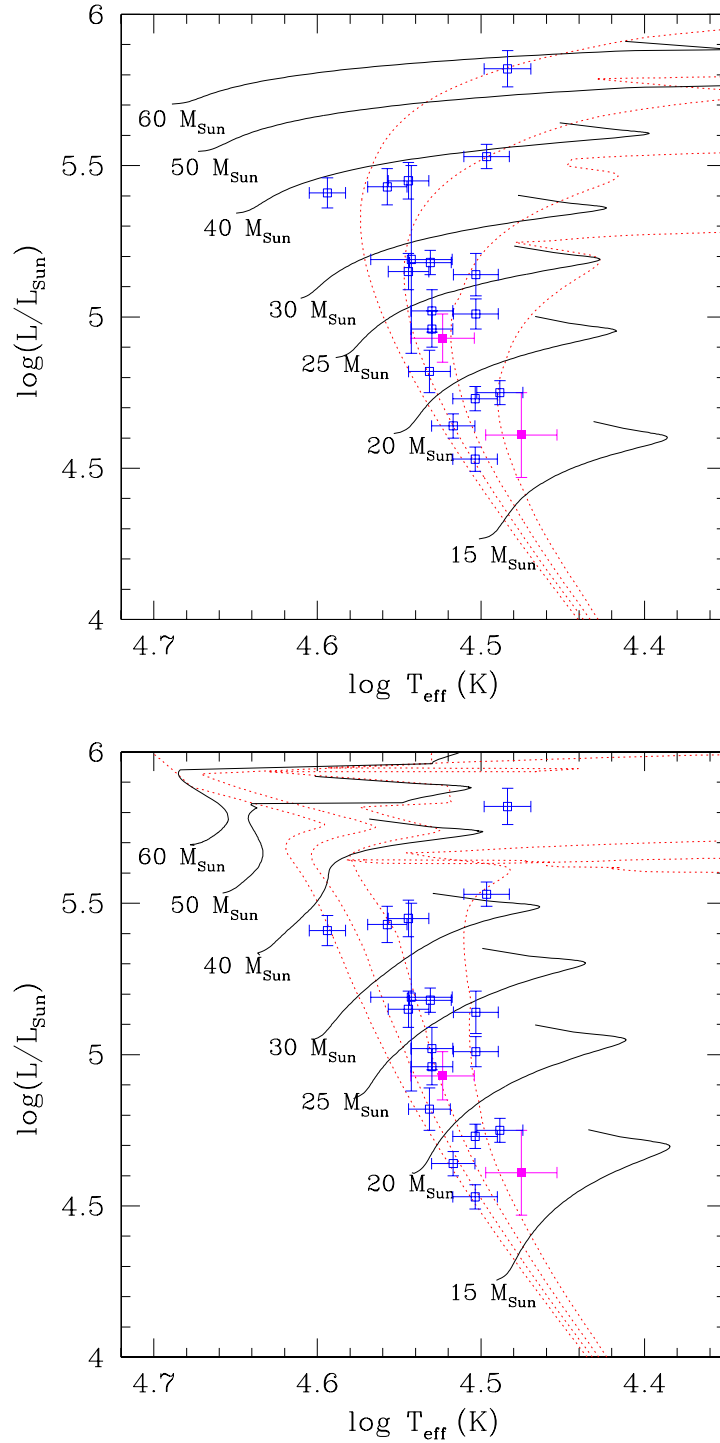 6
60 M_Sun
50 M_Sun
5.5
40 M_Sun
log(L/L_Sun)
30 M_Sun
5
25 M_Sun
20 M_Sun
4.5
15 M_Sun
4
4.7 4.6 4.5 4.4
log T_eff (K)
6
60 M_Sun
50 M_Sun
5.5
40 M_Sun
log(L/L_Sun)
30 M_Sun
5
25 M_Sun
20 M_Sun
4.5
15 M_Sun
4
4.7 4.6 4.5 4.4
log T_eff (K)